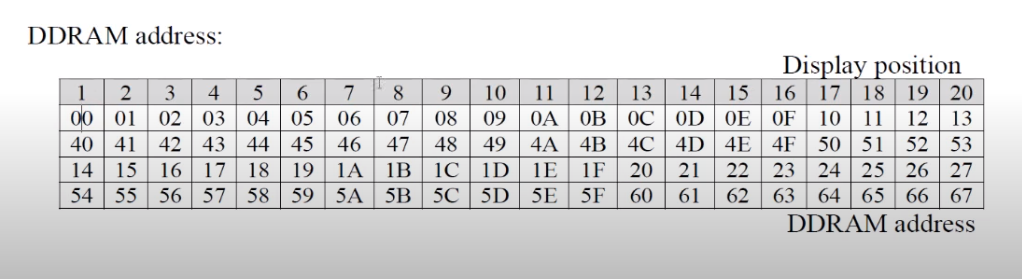 DDRAM address:
Display position
1 2 3 4 5 6 7 8 9 10 11 12 13 14 15 16 17 18 19 20
00 01 02 03 04 05 06 07 08 09 0A 0B 0C 0D 0E 0F 10 11 12 13
40 41 42 43 44 45 46 47 48 49 4A 4B 4C 4D 4E 4F 50 51 52 53
14 15 16 17 18 19 1A 1B 1C 1D 1E 1F 20 21 22 23 24 25 26 27
54 55 56 57 58 59 5A 5B 5C 5D 5E 5F 60 61 62 63 64 65 66 67
DDRAM address